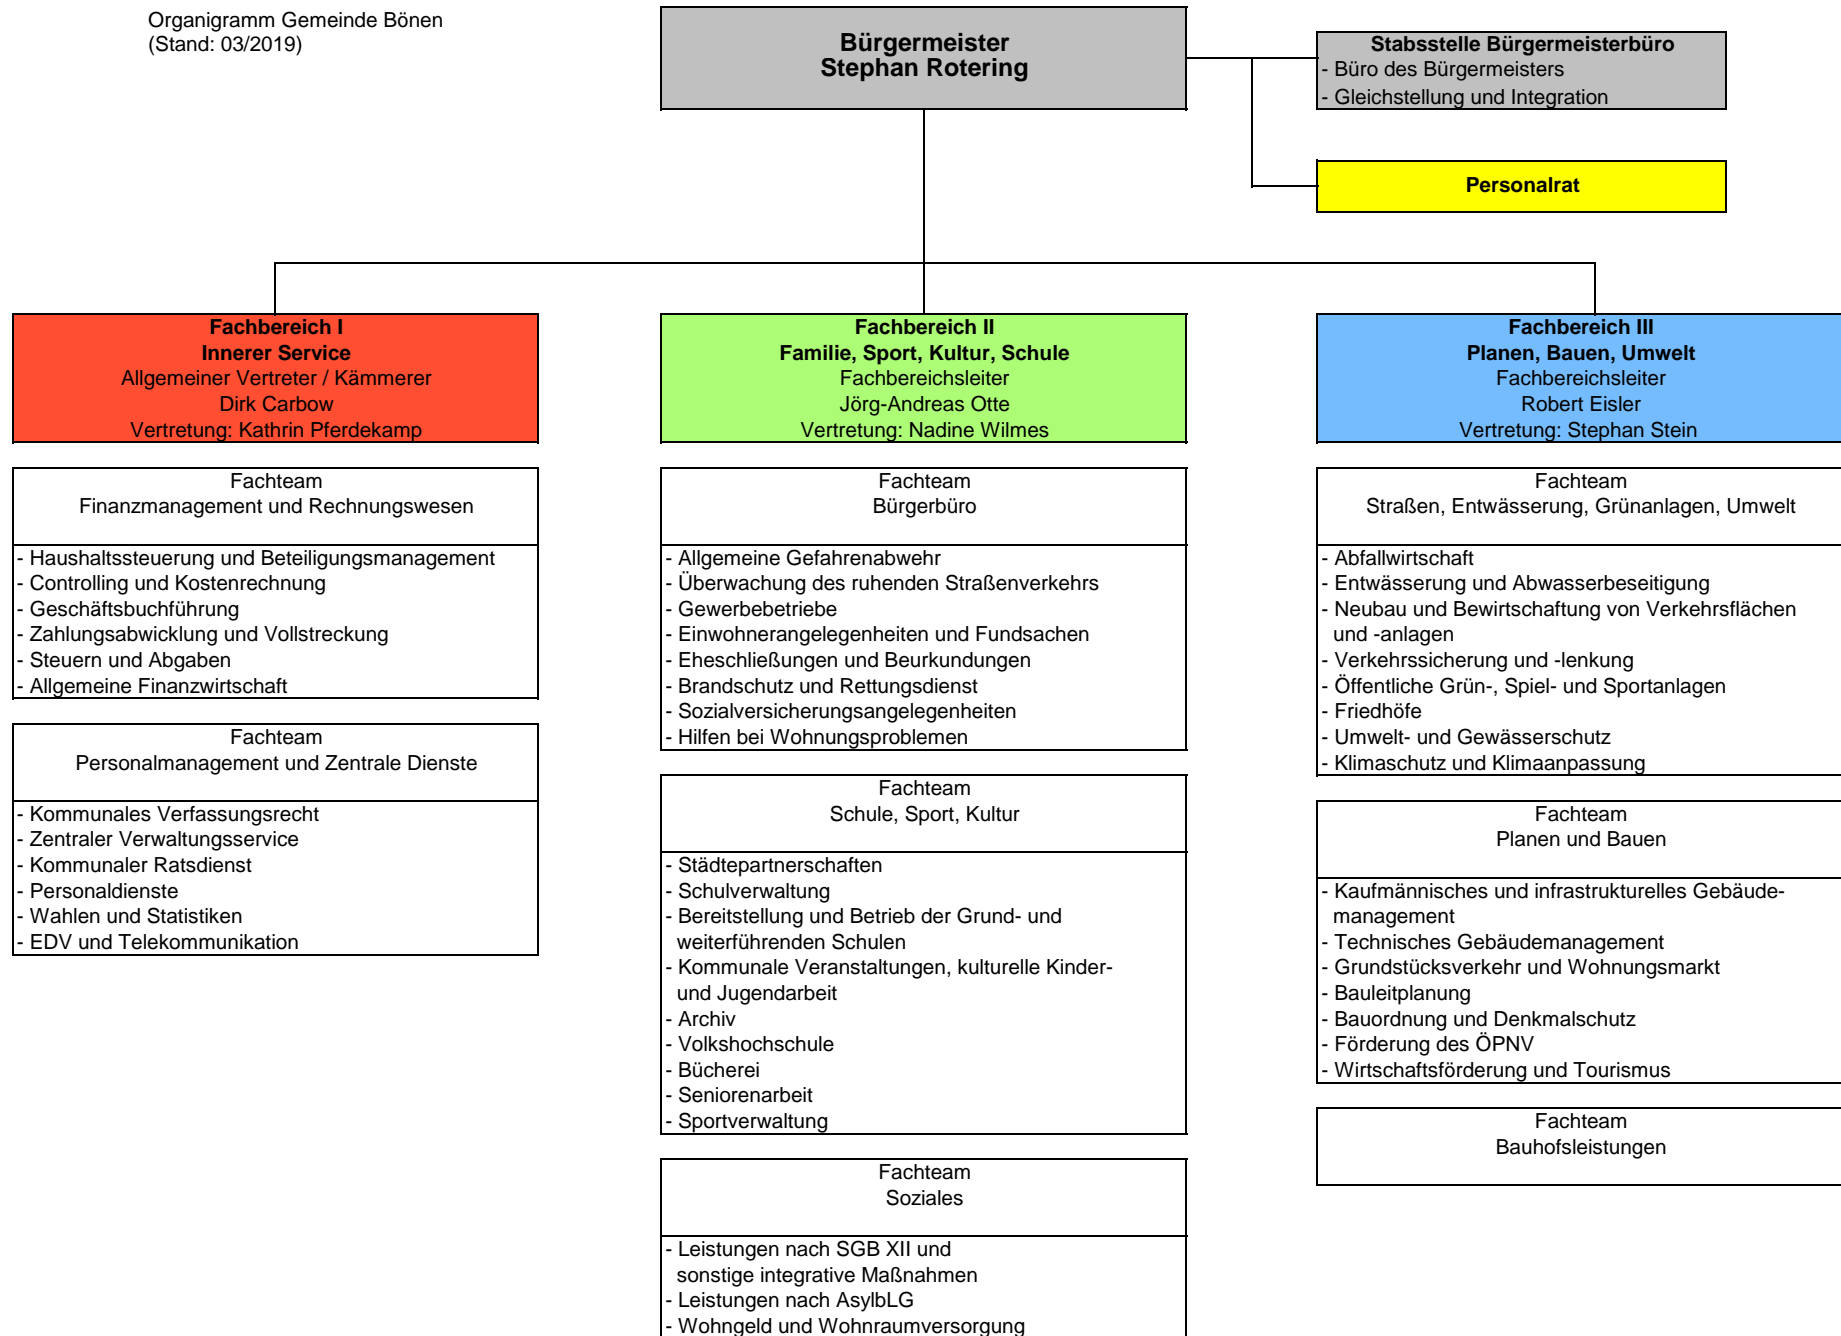 Organigramm Gemeinde Bönen
(Stand: 03/2019)
Bürgermeister
Stephan Rotering
Stabsstelle Bürgermeisterbüro
- Büro des Bürgermeisters
- Gleichstellung und Integration
Personalrat
Fachbereich I
Innerer Service
Allgemeiner Vertreter / Kämmerer
Dirk Carbow
Vertretung: Kathrin Pferdekamp
Fachteam
Finanzmanagement und Rechnungswesen
- Haushaltssteuerung und Beteiligungsmanagement
- Controlling und Kostenrechnung
- Geschäftsbuchführung
- Zahlungsabwicklung und Vollstreckung
- Steuern und Abgaben
- Allgemeine Finanzwirtschaft
Fachteam
Personalmanagement und Zentrale Dienste
- Kommunales Verfassungsrecht
- Zentraler Verwaltungsservice
- Kommunaler Ratsdienst
- Personaldienste
- Wahlen und Statistiken
- EDV und Telekommunikation
Fachbereich II
Familie, Sport, Kultur, Schule
Fachbereichsleiter
Jörg-Andreas Otte
Vertretung: Nadine Wilmes
Fachteam
Bürgerbüro
- Allgemeine Gefahrenabwehr
- Überwachung des ruhenden Straßenverkehrs
- Gewerbebetriebe
- Einwohnerangelegenheiten und Fundsachen
- Eheschließungen und Beurkundungen
- Brandschutz und Rettungsdienst
- Sozialversicherungsangelegenheiten
- Hilfen bei Wohnungsproblemen
Fachteam
Schule, Sport, Kultur
- Städtepartnerschaften
- Schulverwaltung
- Bereitstellung und Betrieb der Grund- und
weiterführenden Schulen
- Kommunale Veranstaltungen, kulturelle Kinder-
und Jugendarbeit
- Archiv
- Volkshochschule
- Bücherei
- Seniorenarbeit
- Sportverwaltung
Fachteam
Soziales
- Leistungen nach SGB XII und
sonstige integrative Maßnahmen
- Leistungen nach AsylbLG
- Wohngeld und Wohnraumversorgung
Fachbereich III
Planen, Bauen, Umwelt
Fachbereichsleiter
Robert Eisler
Vertretung: Stephan Stein
Fachteam
Straßen, Entwässerung, Grünanlagen, Umwelt
- Abfallwirtschaft
- Entwässerung und Abwasserbeseitigung
- Neubau und Bewirtschaftung von Verkehrsflächen
und -anlagen
- Verkehrssicherung und -lenkung
- Öffentliche Grün-, Spiel- und Sportanlagen
- Friedhöfe
- Umwelt- und Gewässerschutz
- Klimaschutz und Klimaanpassung
Fachteam
Planen und Bauen
- Kaufmännisches und infrastrukturelles Gebäude-
management
- Technisches Gebäudemanagement
- Grundstücksverkehr und Wohnungsmarkt
- Bauleitplanung
- Bauordnung und Denkmalschutz
- Förderung des ÖPNV
- Wirtschaftsförderung und Tourismus
Fachteam
Bauhofsleistungen